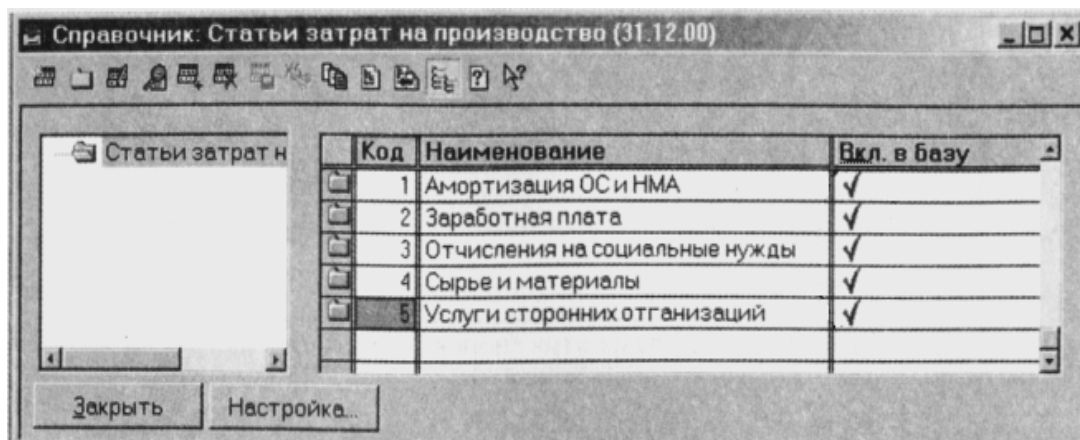 Справочник: Статьи затрат на производство (31.12.00)
Статьи затрат н
Код Наименование Вкл. в базу
1 Амортизация ОС и НМА √
2 Заработная плата √
3 Отчисления на социальные нужды √
4 Сырье и материалы √
5 Услуги сторонних отганизаций √
Закрыть Настройка...